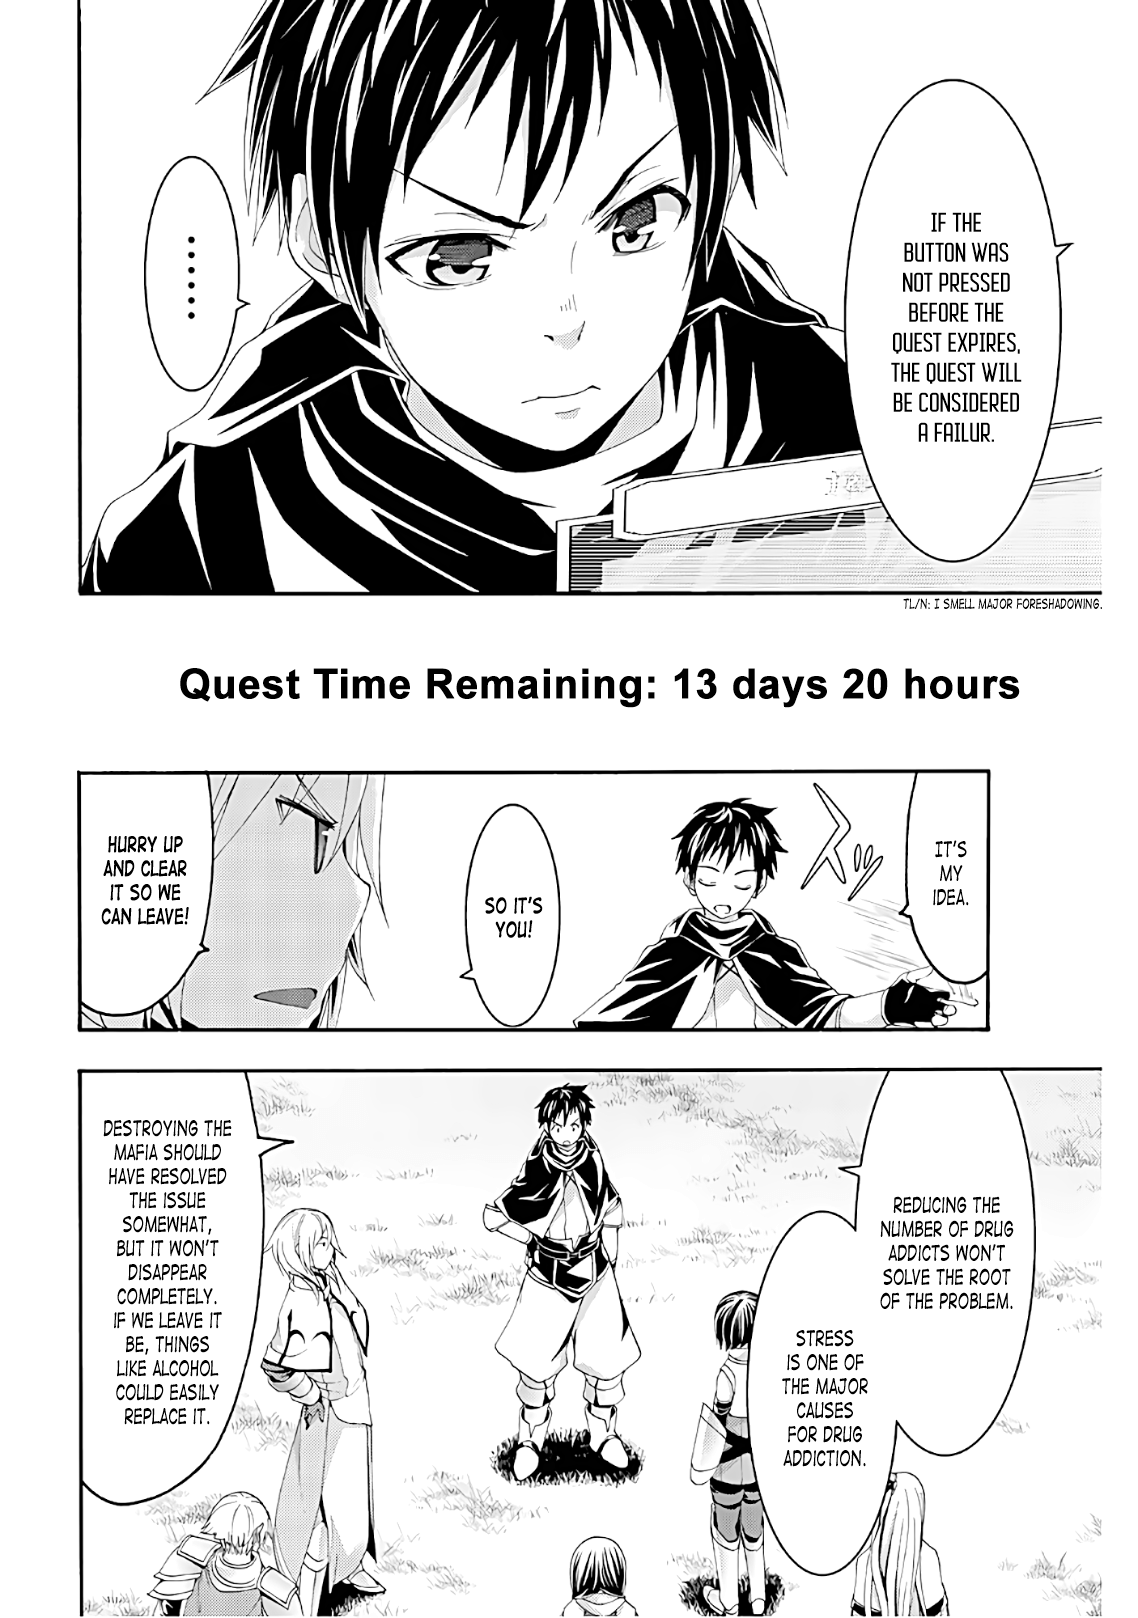 IF THE
BUTTON WAS
NOT PRESSED
BEFORE THE
QUEST EXPIRES,
THE QUEST WILL
BE CONSIDERED
A FAILUR.
......
TL/N: I SMELL MAJOR FORESHADOWING.
Quest Time Remaining: 13 days 20 hours
IT'S
MY
IDEA.
スッ
SO IT'S
YOU!
HURRY UP
AND CLEAR
IT SO WE
CAN LEAVE!
REDUCING THE
NUMBER OF DRUG
ADDICTS WON'T
SOLVE THE ROOT
OF THE PROBLEM.
STRESS
IS ONE OF
THE MAJOR
CAUSES
FOR DRUG
ADDICTION.
DESTROYING THE
MAFIA SHOULD
HAVE RESOLVED
THE ISSUE
SOMEWHAT,
BUT IT WON'T
DISAPPEAR
COMPLETELY.
IF WE LEAVE IT
BE, THINGS
LIKE ALCOHOL
COULD EASILY
REPLACE IT.